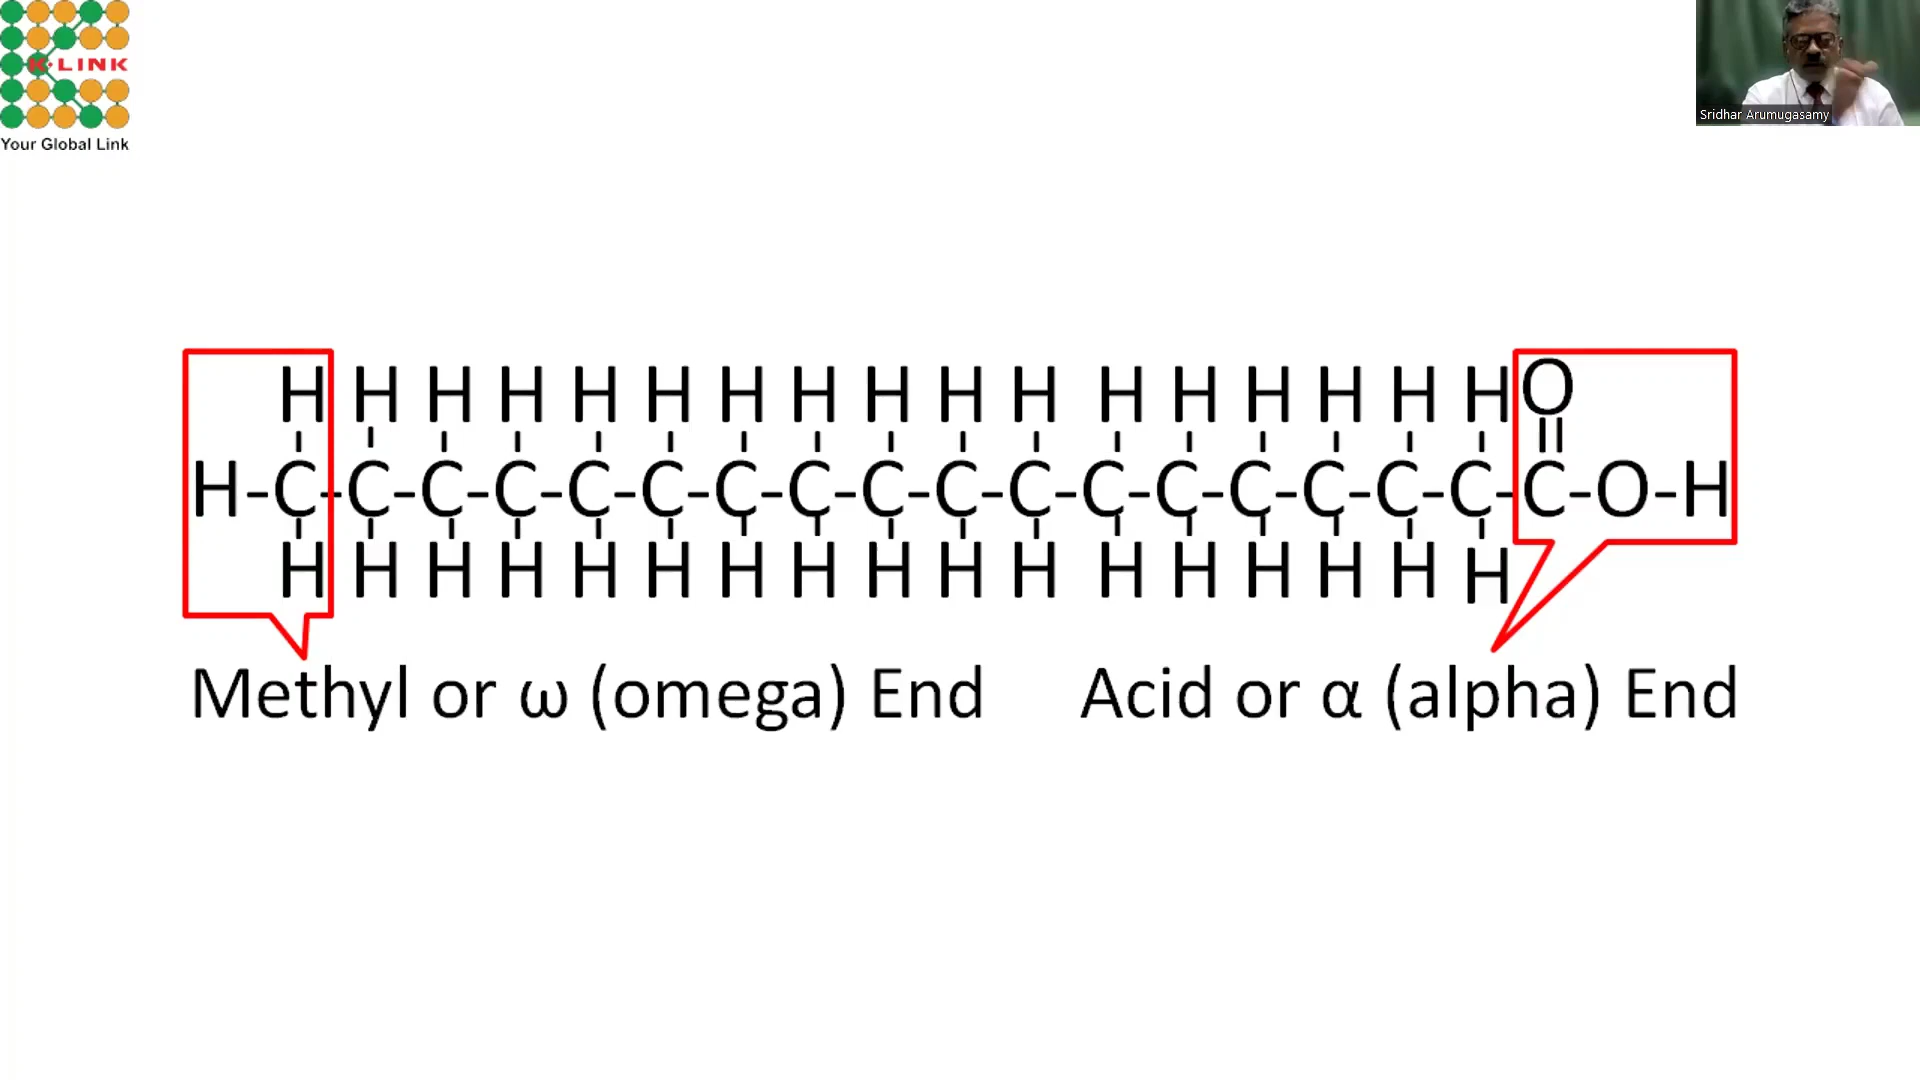 K·LINK
Your Global Link
Sridhar Arumugasamy
H H H H H H H H H H H H H H H H H O
H-C-C-C-C-C-C-C-C-C-C-C-C-C-C-C-C-C-C-O-H
H H H H H H H H H H H H H H H H H
Methyl or ω (omega) End
Acid or α (alpha) End